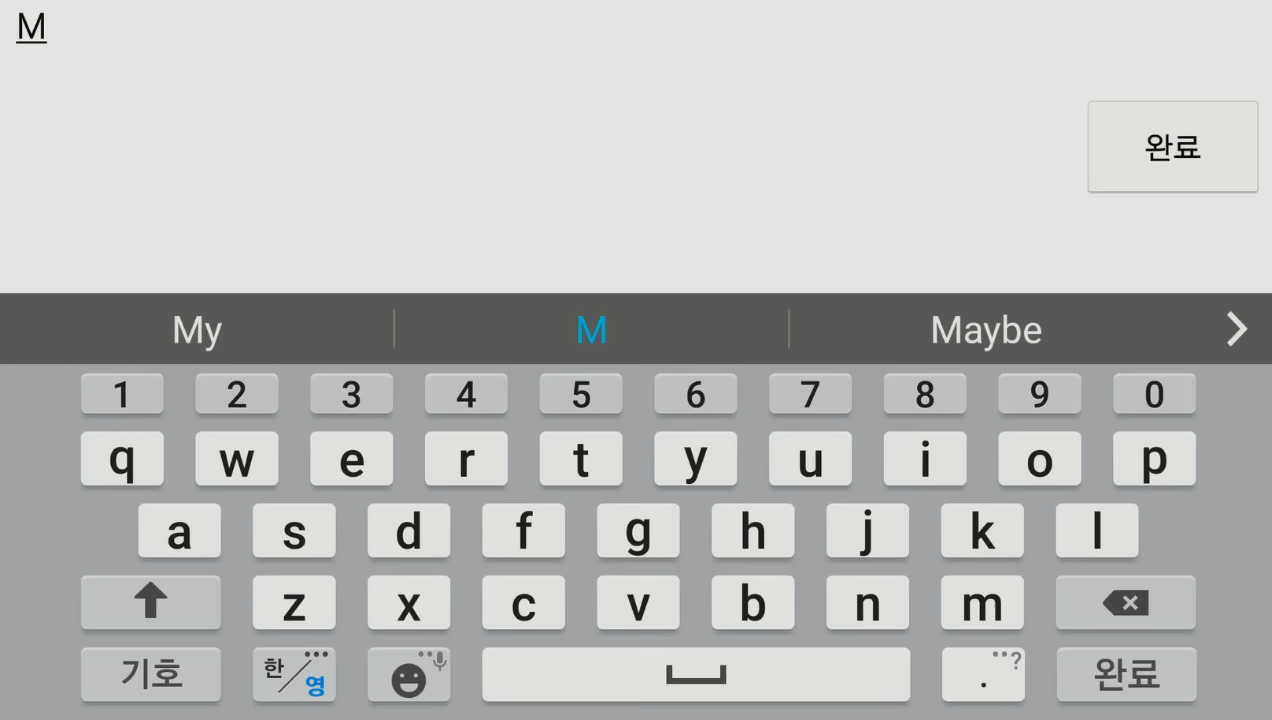 M
완료
My M Maybe
1 2 3 4 5 6 7 8 9 0
q w e r t y u i o p
a s d f g h j k l
z x c v b n m
기호 한/영 . ? 완료